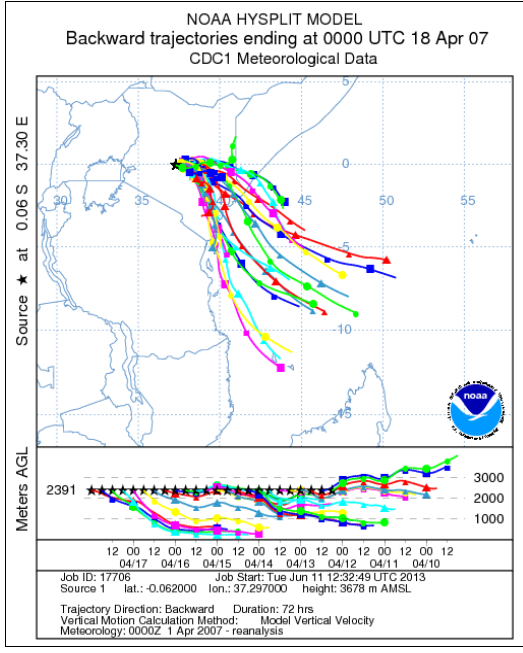 NOAA HYSPLIT MODEL
Backward trajectories ending at 0000 UTC 18 Apr 07
CDC1 Meteorological Data
Source ★ at 0.06 S 37.30 E
5
30 35 40 45 50 55
0
-5
-10
-15
noaa
Meters AGL
2391
3000
2000
1000
12 00 12 00 12 00 12 00 12 00 12 00 12 00 12 00 12
04/17 04/16 04/15 04/14 04/13 04/12 04/11 04/10
Job ID: 17706 Job Start: Tue Jun 11 12:32:49 UTC 2013
Source 1 lat.: -0.062000 lon.: 37.297000 height: 3678 m AMSL
Trajectory Direction: Backward Duration: 72 hrs
Vertical Motion Calculation Method: Model Vertical Velocity
Meteorology: 0000Z 1 Apr 2007 - reanalysis